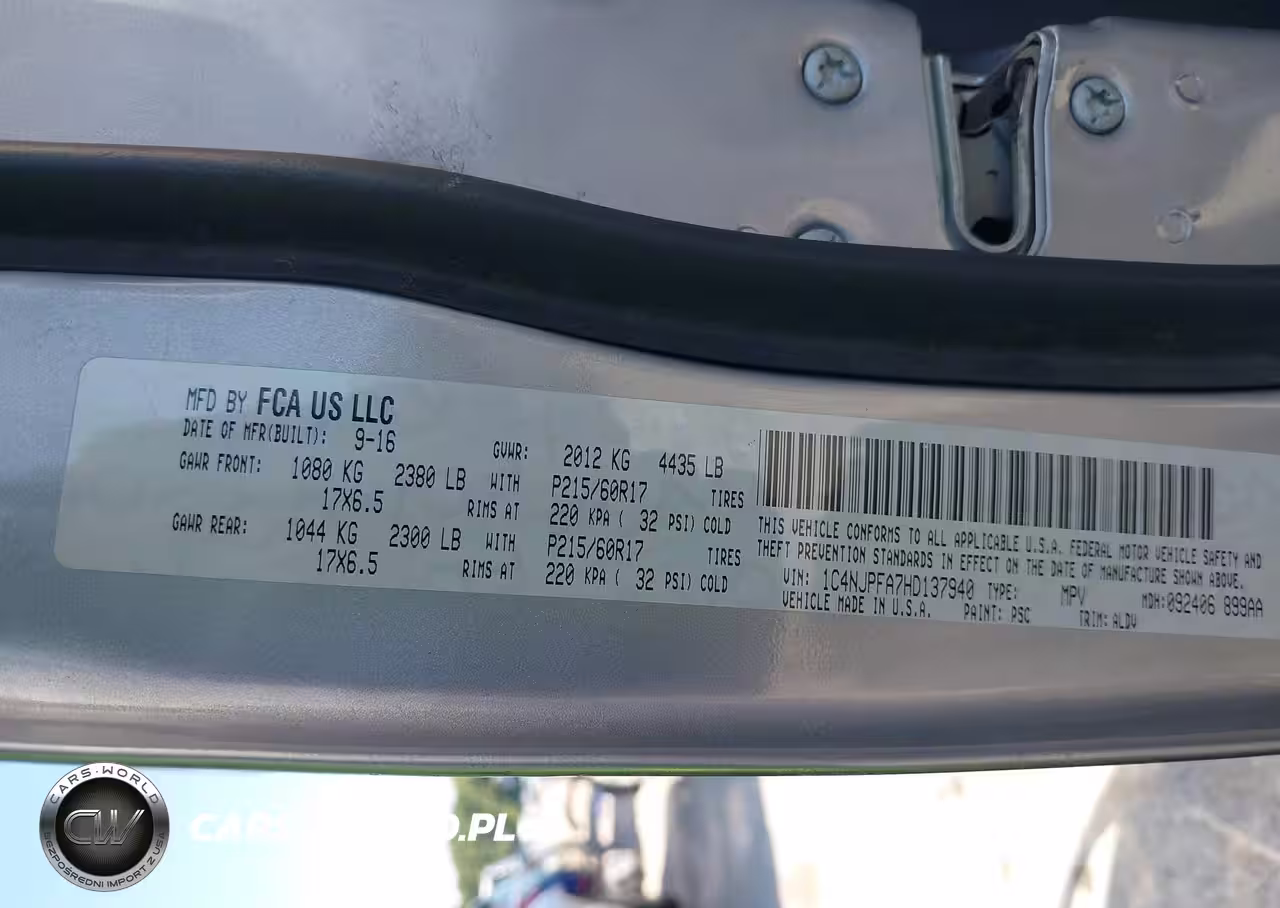 MFD BY FCA US LLC
DATE OF MFR(BUILT): 9-16
GVWR: 2012 KG 4435 LB
GAWR FRONT: 1080 KG 2380 LB WITH P215/60R17 TIRES
17X6.5 RIMS AT 220 KPA ( 32 PSI) COLD
GAWR REAR: 1044 KG 2300 LB WITH P215/60R17 TIRES
17X6.5 RIMS AT 220 KPA ( 32 PSI) COLD
THIS VEHICLE CONFORMS TO ALL APPLICABLE U.S.A. FEDERAL MOTOR VEHICLE SAFETY AND
THEFT PREVENTION STANDARDS IN EFFECT ON THE DATE OF MANUFACTURE SHOWN ABOVE.
VIN: 1C4NJPFA7HD137940 TYPE: MPV MDH:092406 899AA
VEHICLE MADE IN U.S.A. PAINT: PSC TRIM: ALDV
CARS-WORLD
CW
BEZPOŚREDNI IMPORT Z USA